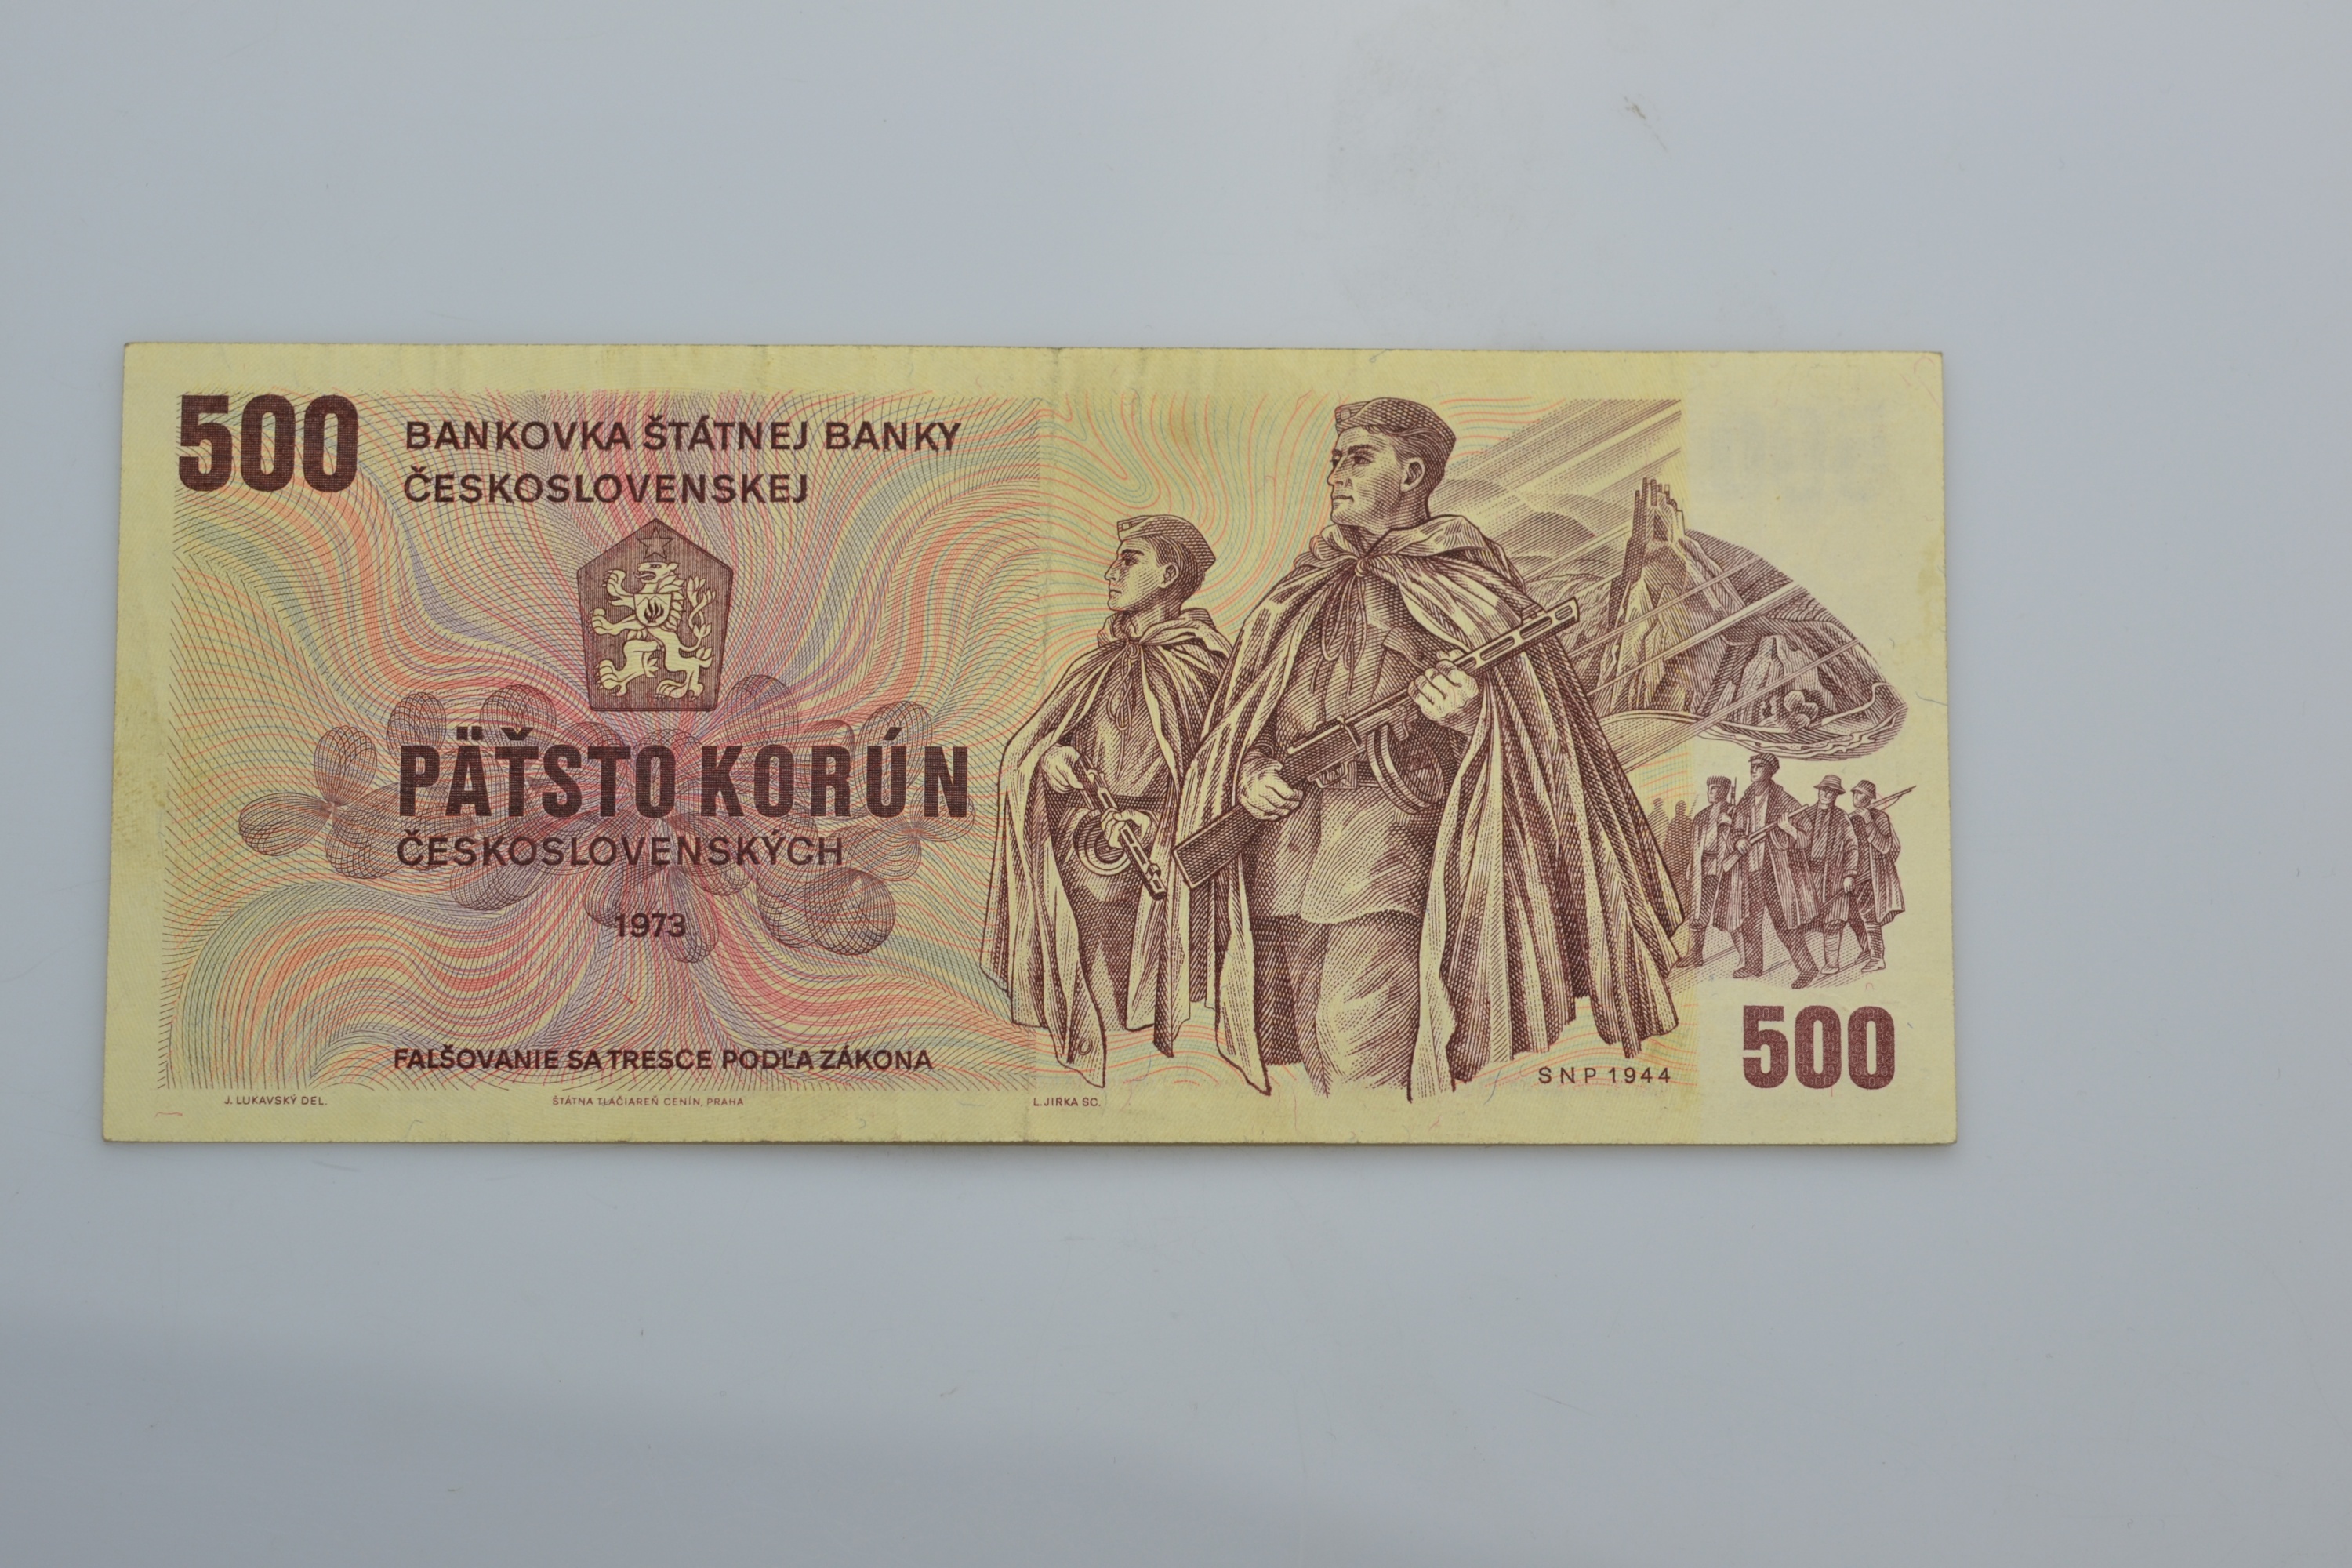 500
BANKOVKA ŠTÁTNEJ BANKY
ČESKOSLOVENSKEJ
PÄŤSTO KORÚN
ČESKOSLOVENSKÝCH
1973
FALŠOVANIE SA TRESCE PODĽA ZÁKONA
J. LUKAVSKÝ DEL.
ŠTÁTNA TLAČIAREŇ CENÍN, PRAHA
L. JIRKA SC.
SNP 1944
500